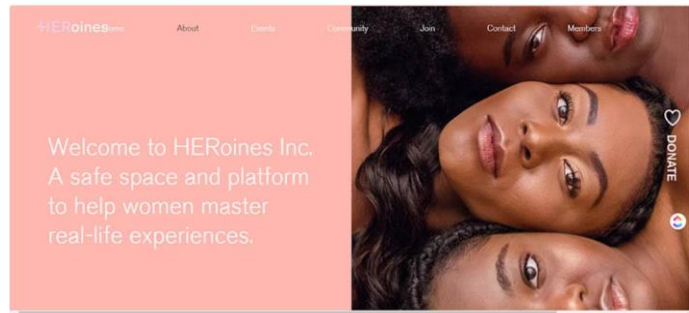 HERoines
About
Events
Community
Join
Contact
Members
Welcome to HERoines Inc.
A safe space and platform
to help women master
real-life experiences.
DONATE